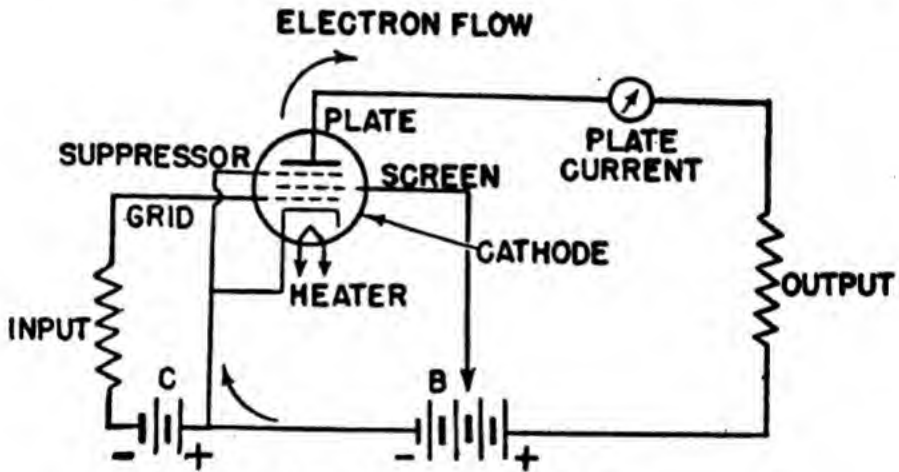 ELECTRON FLOW
PLATE
PLATE
CURRENT
SUPPRESSOR
SCREEN
GRID
CATHODE
HEATER
OUTPUT
INPUT
C
B
- +
- +